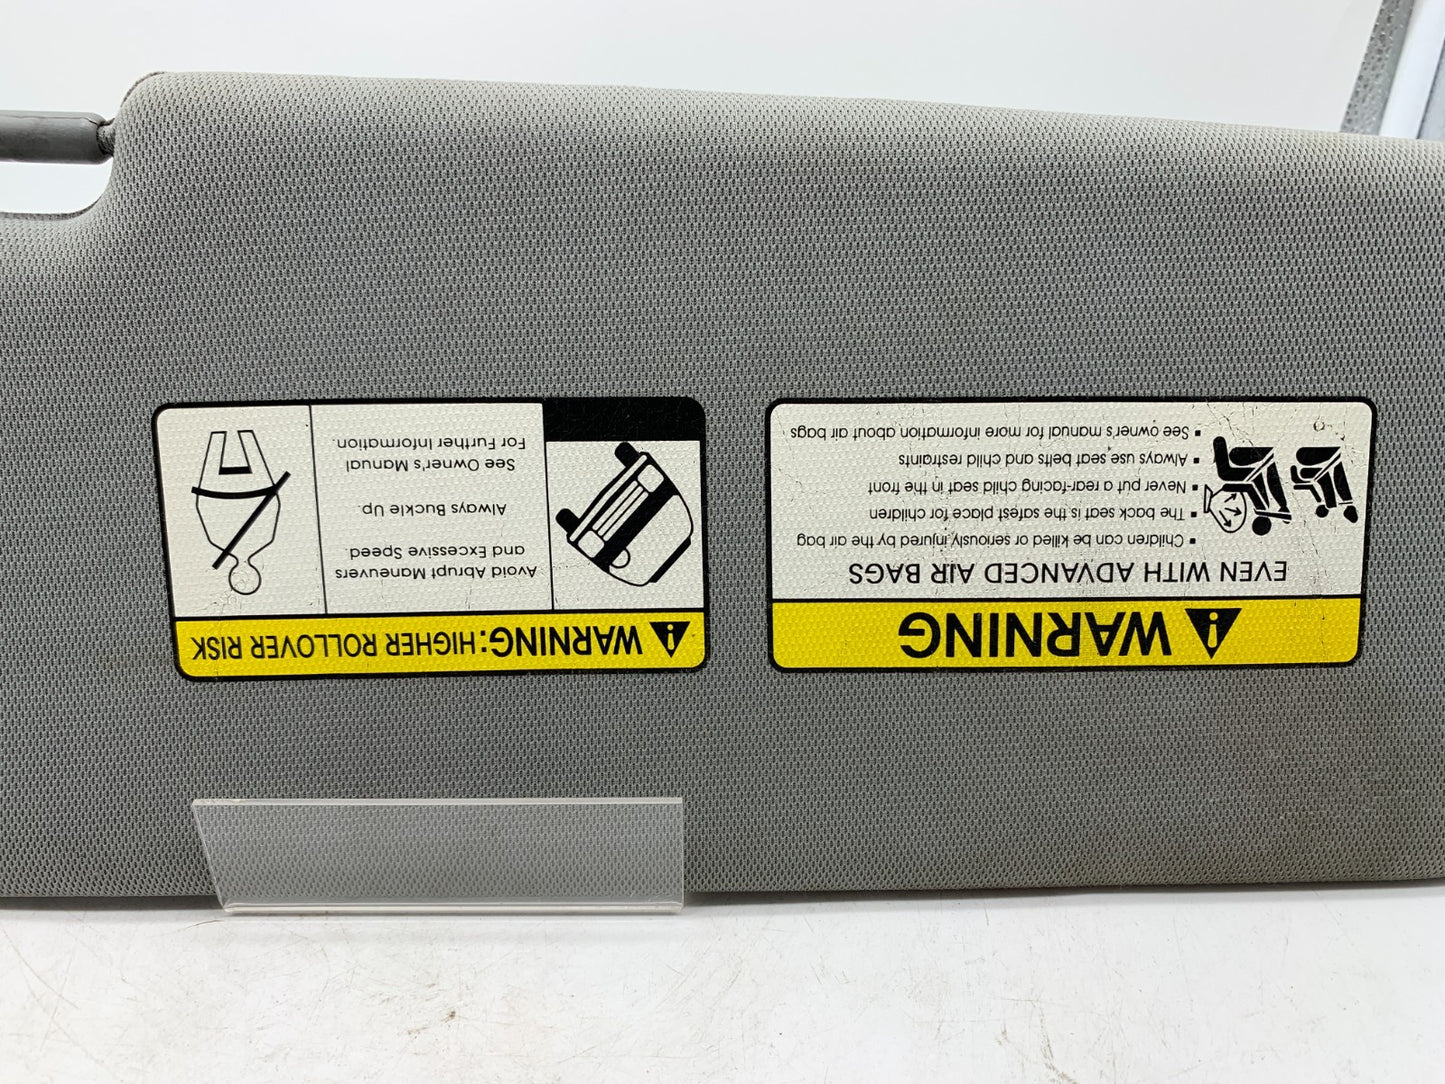 WARNING
EVEN WITH ADVANCED AIR BAGS
▪ Children can be killed or seriously injured by the air bag
▪ The back seat is the safest place for children
▪ Never put a rear-facing child seat in the front
▪ Always use seat belts and child restraints
▪ See owner's manual for more information about air bags
WARNING: HIGHER ROLLOVER RISK
Avoid Abrupt Maneuvers
and Excessive Speed.
Always Buckle Up.
See Owner's Manual
For Further Information.